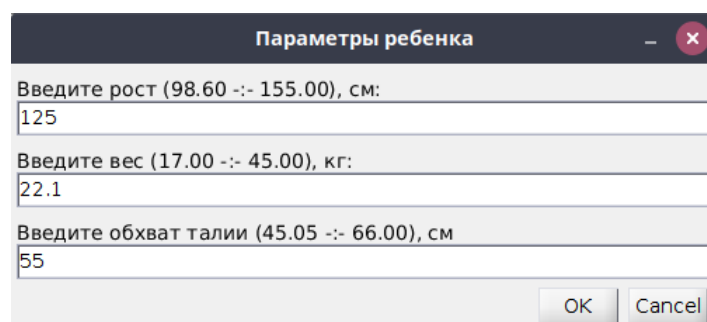 Параметры ребенка
Введите рост (98.60 -:- 155.00), см:
125
Введите вес (17.00 -:- 45.00), кг:
22.1
Введите обхват талии (45.05 -:- 66.00), см
55
OK Cancel